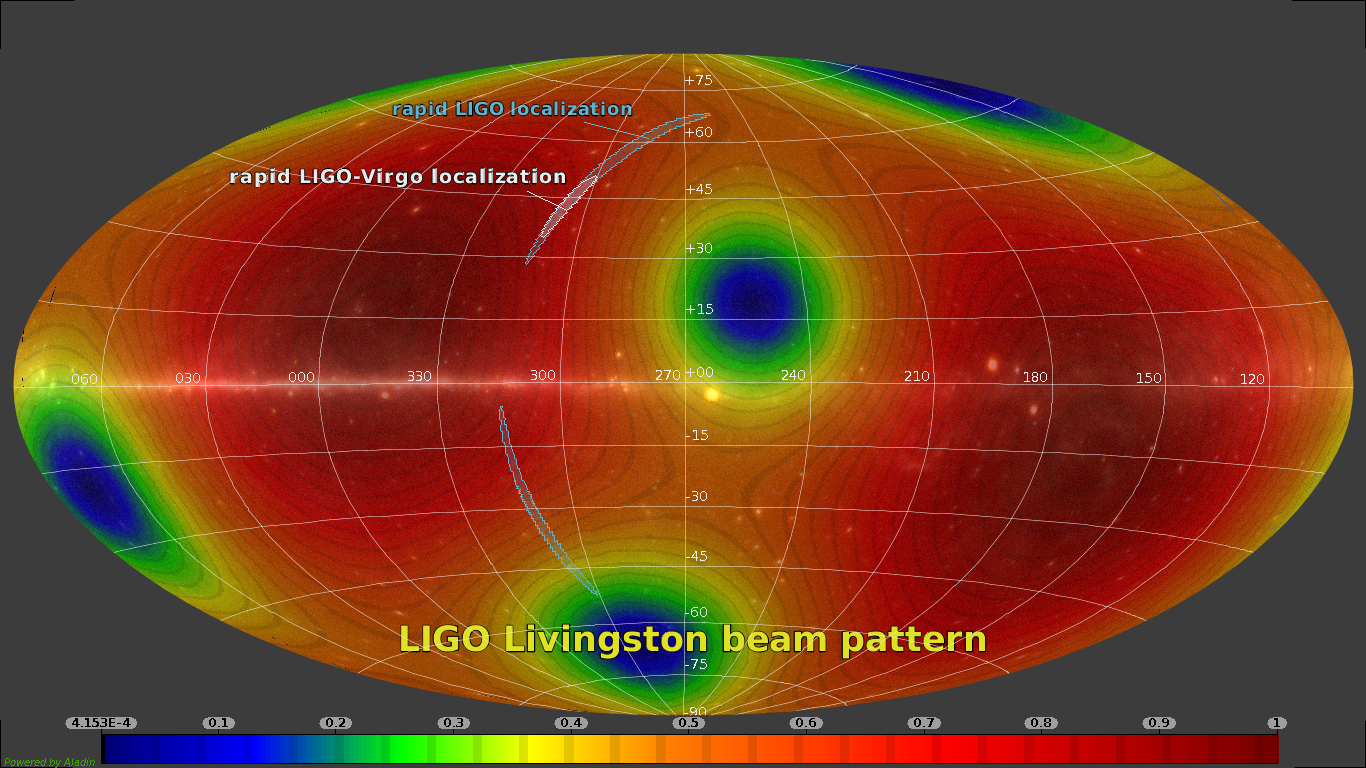 +75
rapid LIGO localization
+60
rapid LIGO-Virgo localization
+45
+30
+15
060 030 000 330 300 270 +00 240 210 180 150 120
-15
-30
-45
-60
LIGO Livingston beam pattern
-75
-90
4.153E-4 0.1 0.2 0.3 0.4 0.5 0.6 0.7 0.8 0.9 1
Powered by Aladin